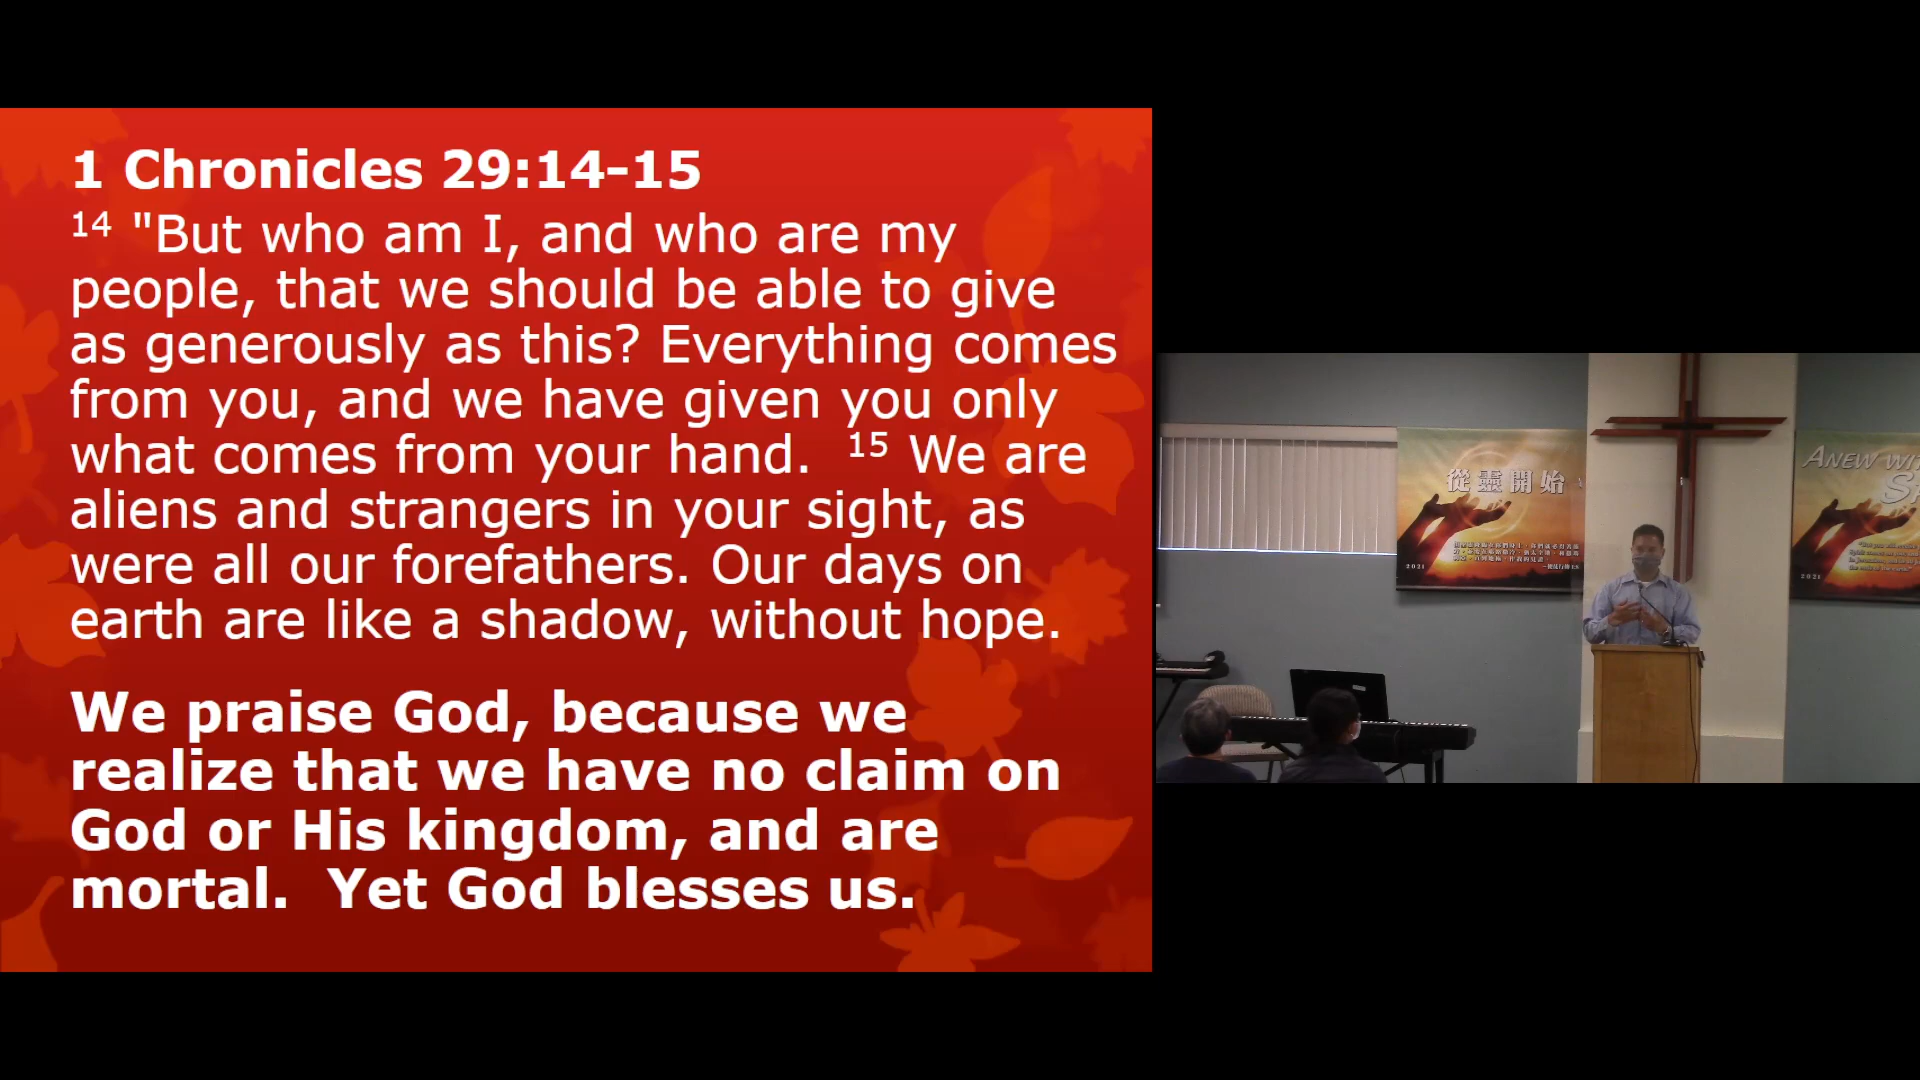 1 Chronicles 29:14-15
14 "But who am I, and who are my
people, that we should be able to give
as generously as this? Everything comes
from you, and we have given you only
what comes from your hand. 15 We are
aliens and strangers in your sight, as
were all our forefathers. Our days on
earth are like a shadow, without hope.
We praise God, because we
realize that we have no claim on
God or His kingdom, and are
mortal. Yet God blesses us.
從靈開始
2021
ANEW WIT
2021